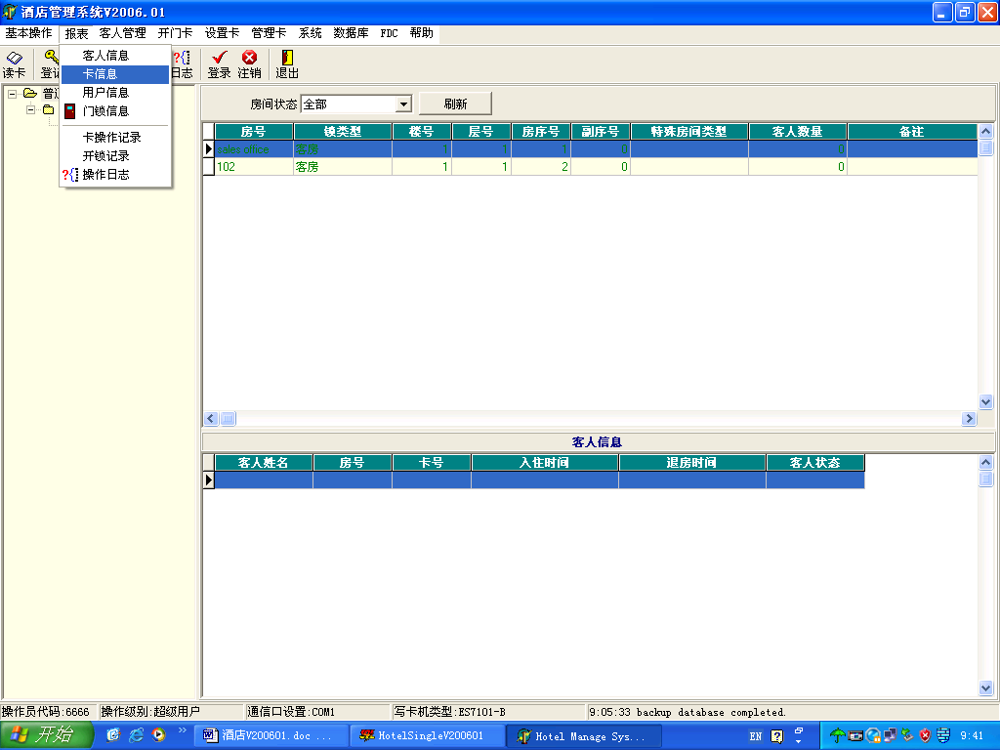 酒店管理系统V2006.01
基本操作 报表 客人管理 开门卡 设置卡 管理卡 系统 数据库 FDC 帮助
读卡 日志 登录 注销 退出
客人信息
卡信息
用户信息
门锁信息
卡操作记录
开锁记录
操作日志
房间状态 全部 刷新
房号 锁类型 楼号 层号 房序号 副序号 特殊房间类型 客人数量 备注
sales office 客房 1 1 1 0 0
102 客房 1 1 2 0 0
客人信息
客人姓名 房号 卡号 入住时间 退房时间 客人状态
操作员代码:6666 操作级别:超级用户 通信口设置:COM1 写卡机类型:ES7101-B 9:05:33 backup database completed.
开始 酒店V200601.doc ... HotelSingleV200601 Hotel Manage Sys... EN 9:41